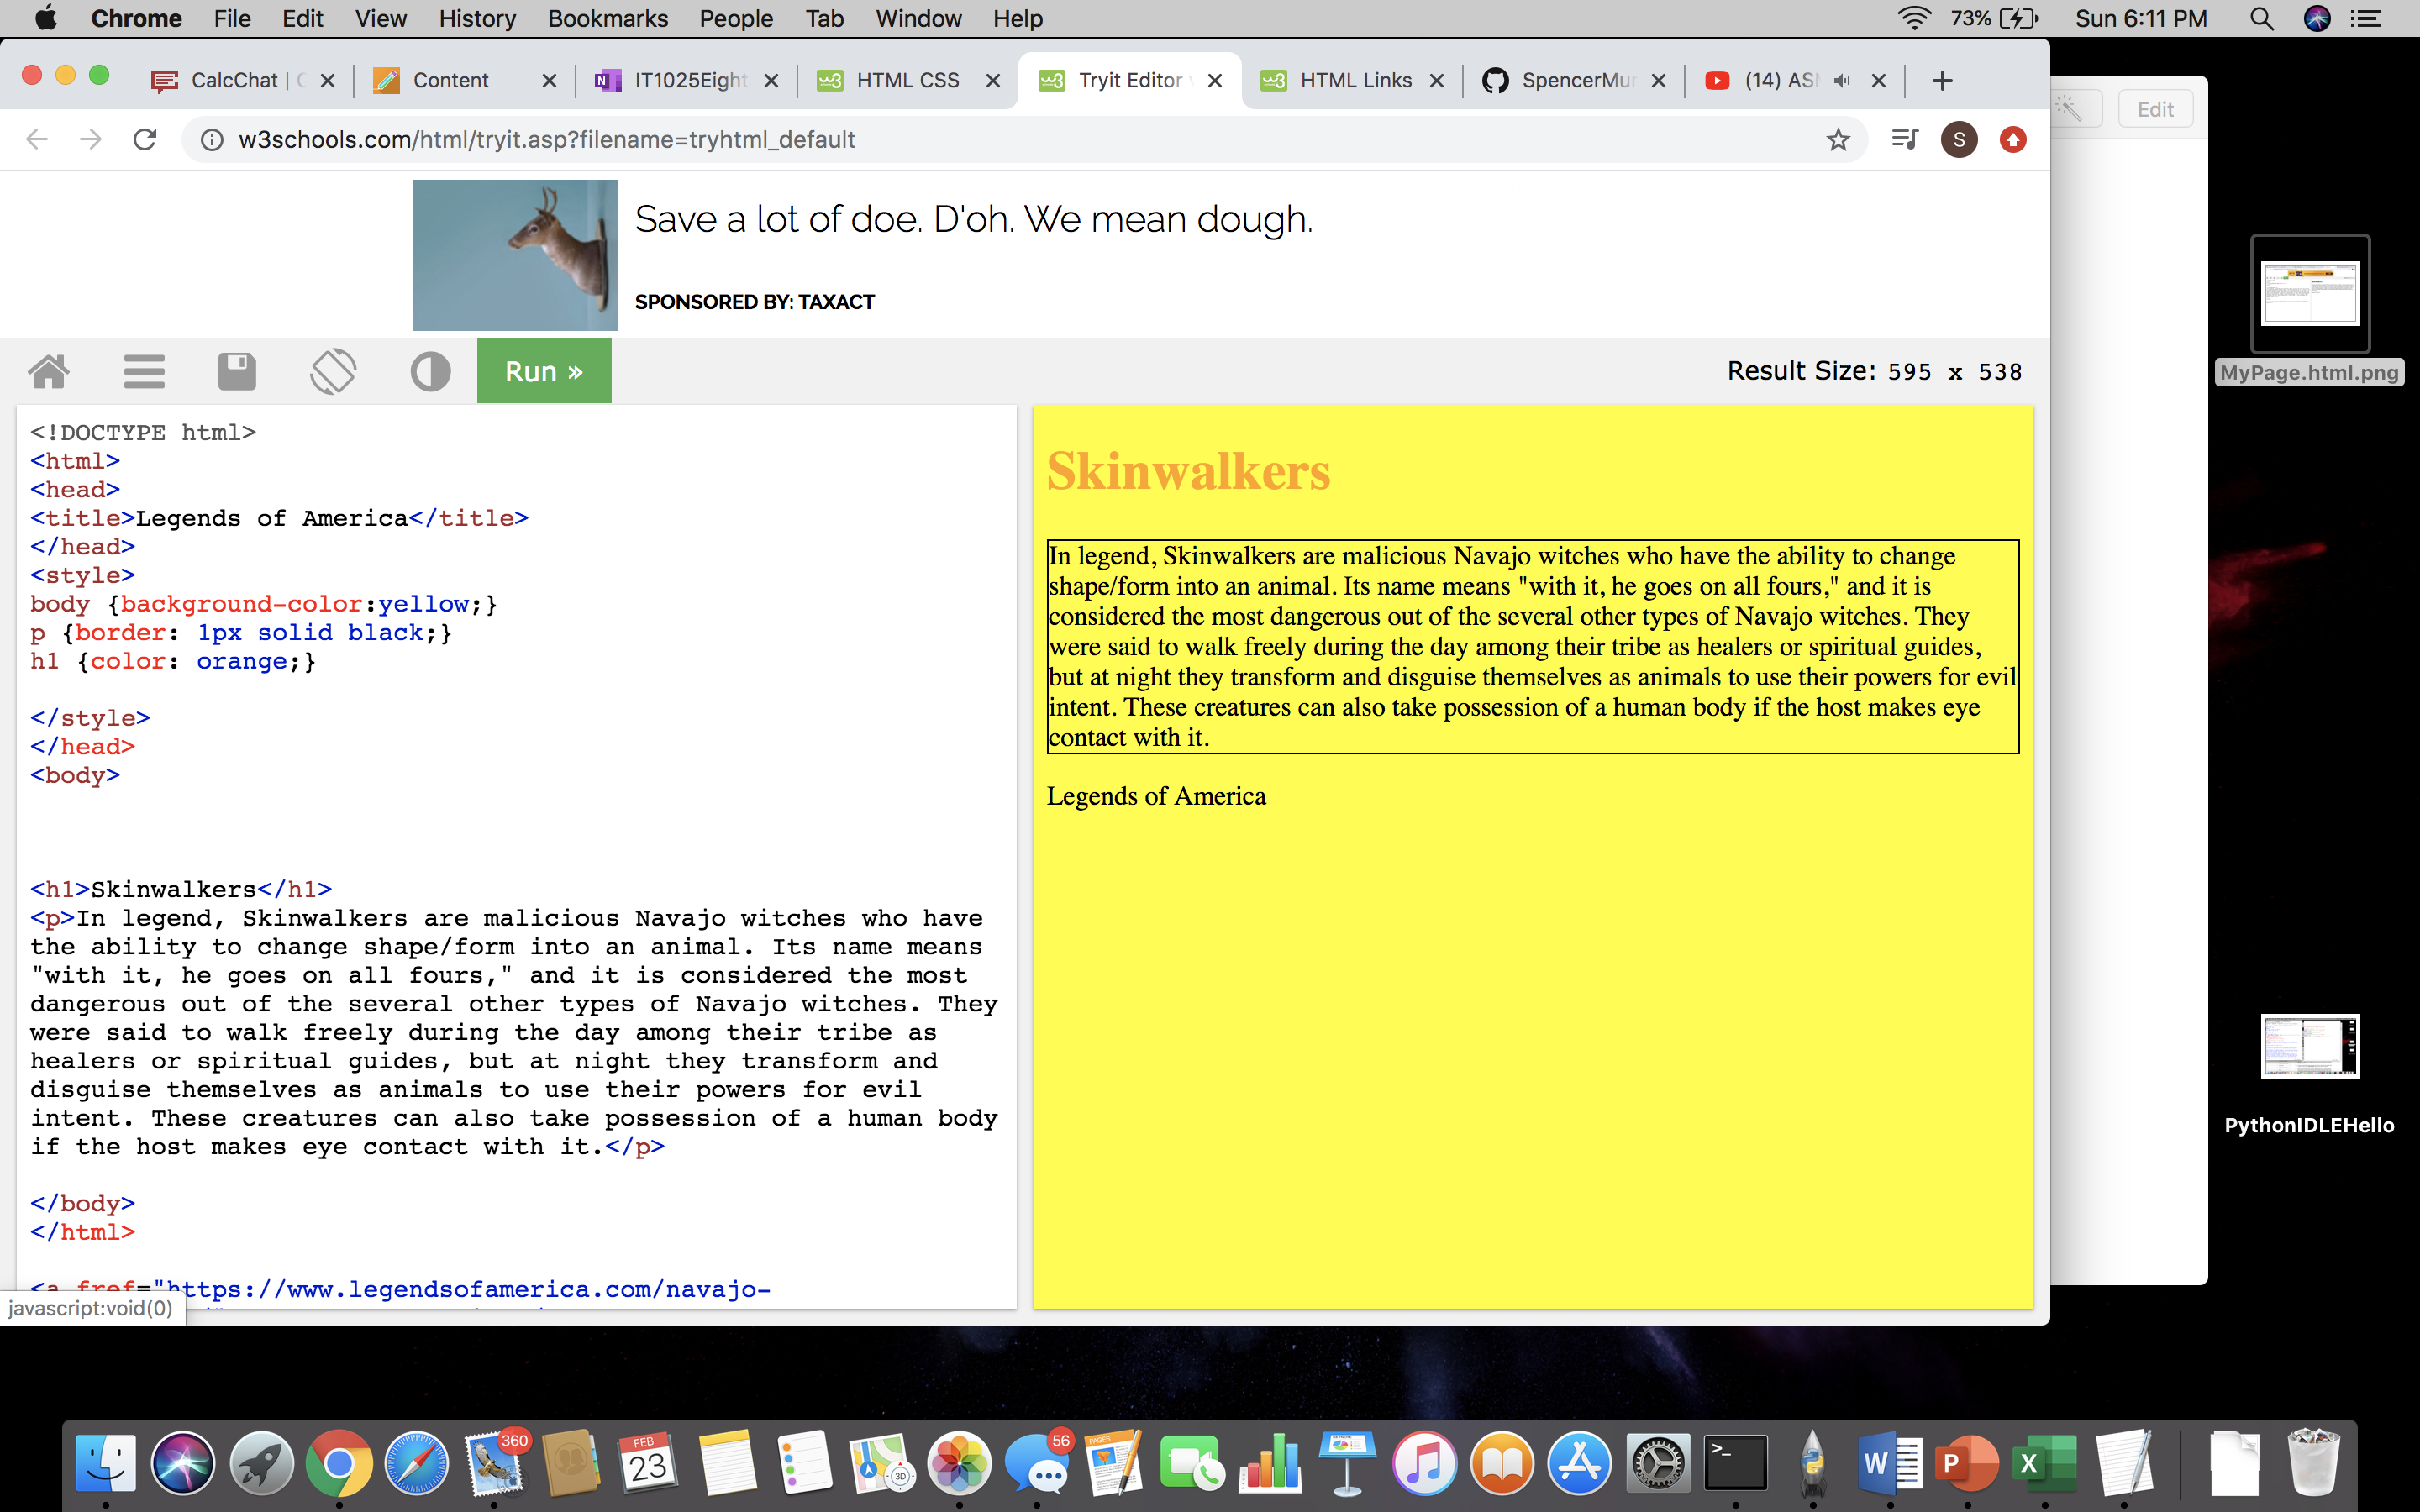 Chrome File Edit View History Bookmarks People Tab Window Help 73% Sun 6:11 PM
CalcChat | Content IT1025Eight HTML CSS Tryit Editor HTML Links SpencerMu (14) AS
w3schools.com/html/tryit.asp?filename=tryhtml_default S
Edit
Save a lot of doe. D'oh. We mean dough.
SPONSORED BY: TAXACT
Run » Result Size: 595 x 538
<!DOCTYPE html>
<html>
<head>
<title>Legends of America</title>
</head>
<style>
body {background-color:yellow;}
p {border: 1px solid black;}
h1 {color: orange;}
</style>
</head>
<body>
<h1>Skinwalkers</h1>
<p>In legend, Skinwalkers are malicious Navajo witches who have
the ability to change shape/form into an animal. Its name means
"with it, he goes on all fours," and it is considered the most
dangerous out of the several other types of Navajo witches. They
were said to walk freely during the day among their tribe as
healers or spiritual guides, but at night they transform and
disguise themselves as animals to use their powers for evil
intent. These creatures can also take possession of a human body
if the host makes eye contact with it.</p>
</body>
</html>
<a fref="https://www.legendsofamerica.com/navajo-
javascript:void(0)
Skinwalkers
In legend, Skinwalkers are malicious Navajo witches who have the ability to change
shape/form into an animal. Its name means "with it, he goes on all fours," and it is
considered the most dangerous out of the several other types of Navajo witches. They
were said to walk freely during the day among their tribe as healers or spiritual guides,
but at night they transform and disguise themselves as animals to use their powers for evil
intent. These creatures can also take possession of a human body if the host makes eye
contact with it.
Legends of America
MyPage.html.png
PythonIDLEHello
360
FEB
23
3D
56
PAGES
>_
W
P
X